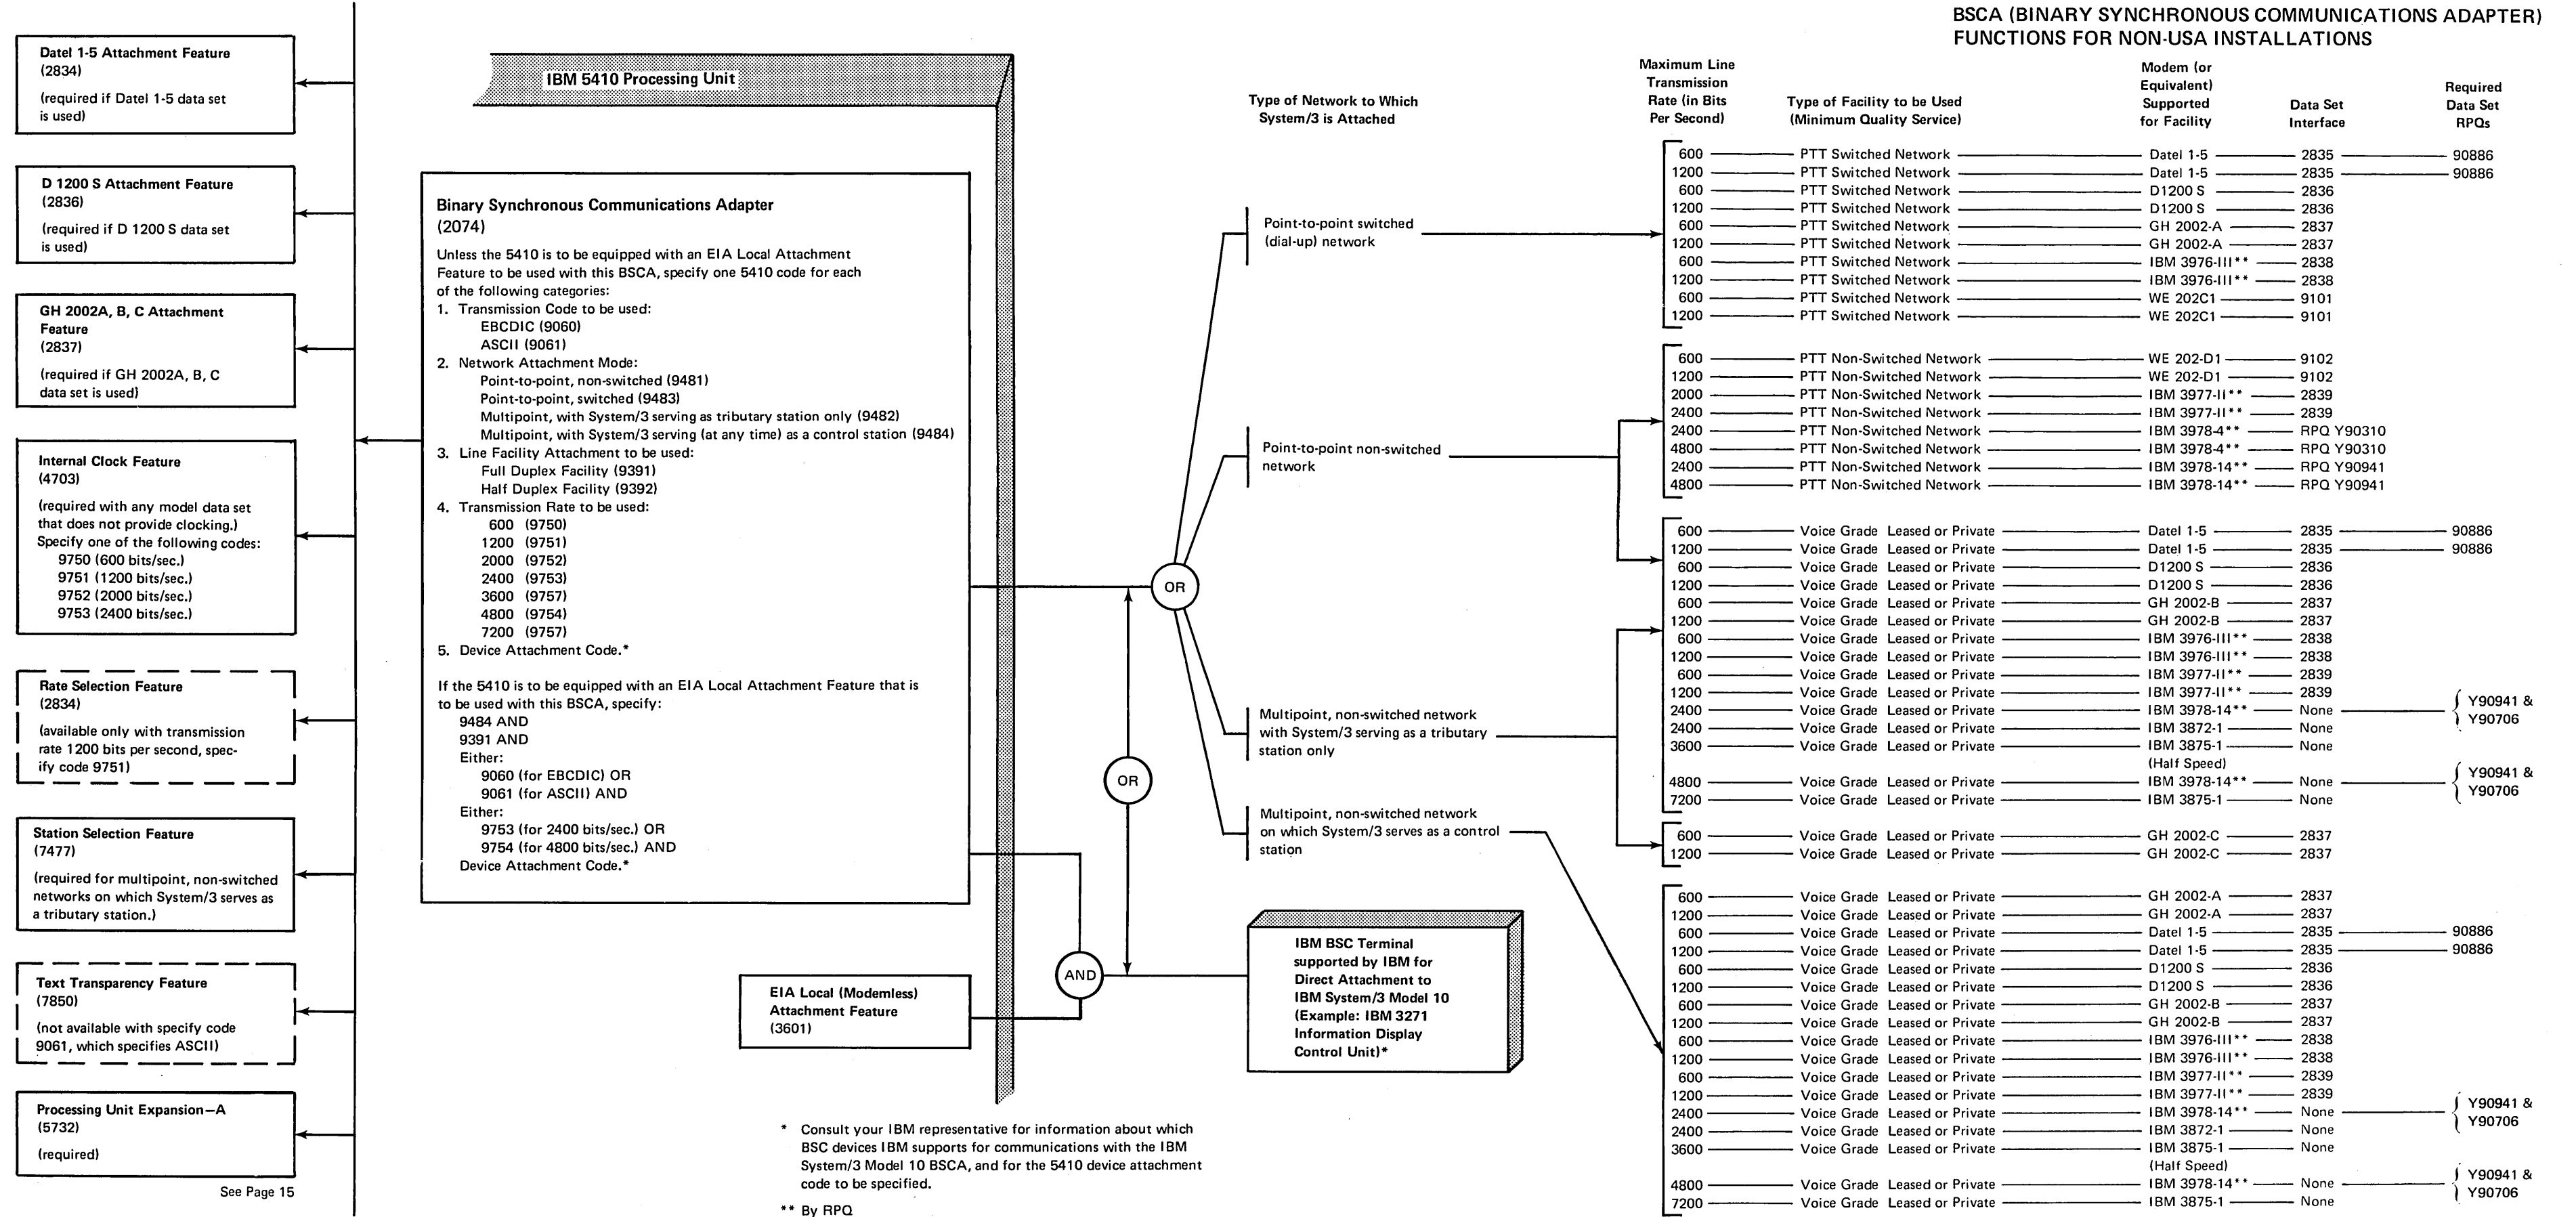 BSCA (BINARY SYNCHRONOUS COMMUNICATIONS ADAPTER)
FUNCTIONS FOR NON-USA INSTALLATIONS
Datel 1-5 Attachment Feature
(2834)
(required if Datel 1-5 data set
is used)
D 1200 S Attachment Feature
(2836)
(required if D 1200 S data set
is used)
GH 2002A, B, C Attachment
Feature
(2837)
(required if GH 2002A, B, C
data set is used)
Internal Clock Feature
(4703)
(required with any model data set
that does not provide clocking.)
Specify one of the following codes:
9750 (600 bits/sec.)
9751 (1200 bits/sec.)
9752 (2000 bits/sec.)
9753 (2400 bits/sec.)
Rate Selection Feature
(2834)
(available only with transmission
rate 1200 bits per second, spec-
ify code 9751)
Station Selection Feature
(7477)
(required for multipoint, non-switched
networks on which System/3 serves as
a tributary station.)
Text Transparency Feature
(7850)
(not available with specify code
9061, which specifies ASCII)
Processing Unit Expansion—A
(5732)
(required)
See Page 15
IBM 5410 Processing Unit
Binary Synchronous Communications Adapter
(2074)
Unless the 5410 is to be equipped with an EIA Local Attachment
Feature to be used with this BSCA, specify one 5410 code for each
of the following categories:
1. Transmission Code to be used:
EBCDIC (9060)
ASCII (9061)
2. Network Attachment Mode:
Point-to-point, non-switched (9481)
Point-to-point, switched (9483)
Multipoint, with System/3 serving as tributary station only (9482)
Multipoint, with System/3 serving (at any time) as a control station (9484)
3. Line Facility Attachment to be used:
Full Duplex Facility (9391)
Half Duplex Facility (9392)
4. Transmission Rate to be used:
600 (9750)
1200 (9751)
2000 (9752)
2400 (9753)
3600 (9757)
4800 (9754)
7200 (9757)
5. Device Attachment Code.*
If the 5410 is to be equipped with an EIA Local Attachment Feature that is
to be used with this BSCA, specify:
9484 AND
9391 AND
Either:
9060 (for EBCDIC) OR
9061 (for ASCII) AND
Either:
9753 (for 2400 bits/sec.) OR
9754 (for 4800 bits/sec.) AND
Device Attachment Code.*
EIA Local (Modemless)
Attachment Feature
(3601)
AND
OR
OR
IBM BSC Terminal
supported by IBM for
Direct Attachment to
IBM System/3 Model 10
(Example: IBM 3271
Information Display
Control Unit)*
* Consult your IBM representative for information about which
BSC devices IBM supports for communications with the IBM
System/3 Model 10 BSCA, and for the 5410 device attachment
code to be specified.
** By RPQ
Type of Network to Which
System/3 is Attached
Point-to-point switched
(dial-up) network
Point-to-point non-switched
network
Multipoint, non-switched network
with System/3 serving as a tributary
station only
Multipoint, non-switched network
on which System/3 serves as a control
station
Maximum Line
Transmission
Rate (in Bits
Per Second)
Type of Facility to be Used
(Minimum Quality Service)
Modem (or
Equivalent)
Supported
for Facility
Data Set
Interface
Required
Data Set
RPQs
600 PTT Switched Network Datel 1-5 2835 90886
1200 PTT Switched Network Datel 1-5 2835 90886
600 PTT Switched Network D1200 S 2836
1200 PTT Switched Network D1200 S 2836
600 PTT Switched Network GH 2002-A 2837
1200 PTT Switched Network GH 2002-A 2837
600 PTT Switched Network IBM 3976-III** 2838
1200 PTT Switched Network IBM 3976-III** 2838
600 PTT Switched Network WE 202C1 9101
1200 PTT Switched Network WE 202C1 9101
600 PTT Non-Switched Network WE 202-D1 9102
1200 PTT Non-Switched Network WE 202-D1 9102
2000 PTT Non-Switched Network IBM 3977-II** 2839
2400 PTT Non-Switched Network IBM 3977-II** 2839
2400 PTT Non-Switched Network IBM 3978-4** RPQ Y90310
4800 PTT Non-Switched Network IBM 3978-4** RPQ Y90310
2400 PTT Non-Switched Network IBM 3978-14** RPQ Y90941
4800 PTT Non-Switched Network IBM 3978-14** RPQ Y90941
600 Voice Grade Leased or Private Datel 1-5 2835 90886
1200 Voice Grade Leased or Private Datel 1-5 2835 90886
600 Voice Grade Leased or Private D1200 S 2836
1200 Voice Grade Leased or Private D1200 S 2836
600 Voice Grade Leased or Private GH 2002-B 2837
1200 Voice Grade Leased or Private GH 2002-B 2837
600 Voice Grade Leased or Private IBM 3976-III** 2838
1200 Voice Grade Leased or Private IBM 3976-III** 2838
600 Voice Grade Leased or Private IBM 3977-II** 2839
1200 Voice Grade Leased or Private IBM 3977-II** 2839
2400 Voice Grade Leased or Private IBM 3978-14** None Y90941 &
Y90706
2400 Voice Grade Leased or Private IBM 3872-1 None
3600 Voice Grade Leased or Private IBM 3875-1 None
(Half Speed)
4800 Voice Grade Leased or Private IBM 3978-14** None Y90941 &
Y90706
7200 Voice Grade Leased or Private IBM 3875-1 None
600 Voice Grade Leased or Private GH 2002-C 2837
1200 Voice Grade Leased or Private GH 2002-C 2837
600 Voice Grade Leased or Private GH 2002-A 2837
1200 Voice Grade Leased or Private GH 2002-A 2837
600 Voice Grade Leased or Private Datel 1-5 2835 90886
1200 Voice Grade Leased or Private Datel 1-5 2835 90886
600 Voice Grade Leased or Private D1200 S 2836
1200 Voice Grade Leased or Private D1200 S 2836
600 Voice Grade Leased or Private GH 2002-B 2837
1200 Voice Grade Leased or Private GH 2002-B 2837
600 Voice Grade Leased or Private IBM 3976-III** 2838
1200 Voice Grade Leased or Private IBM 3976-III** 2838
600 Voice Grade Leased or Private IBM 3977-II** 2839
1200 Voice Grade Leased or Private IBM 3977-II** 2839
2400 Voice Grade Leased or Private IBM 3978-14** None Y90941 &
Y90706
2400 Voice Grade Leased or Private IBM 3872-1 None
3600 Voice Grade Leased or Private IBM 3875-1 None
(Half Speed)
4800 Voice Grade Leased or Private IBM 3978-14** None Y90941 &
Y90706
7200 Voice Grade Leased or Private IBM 3875-1 None